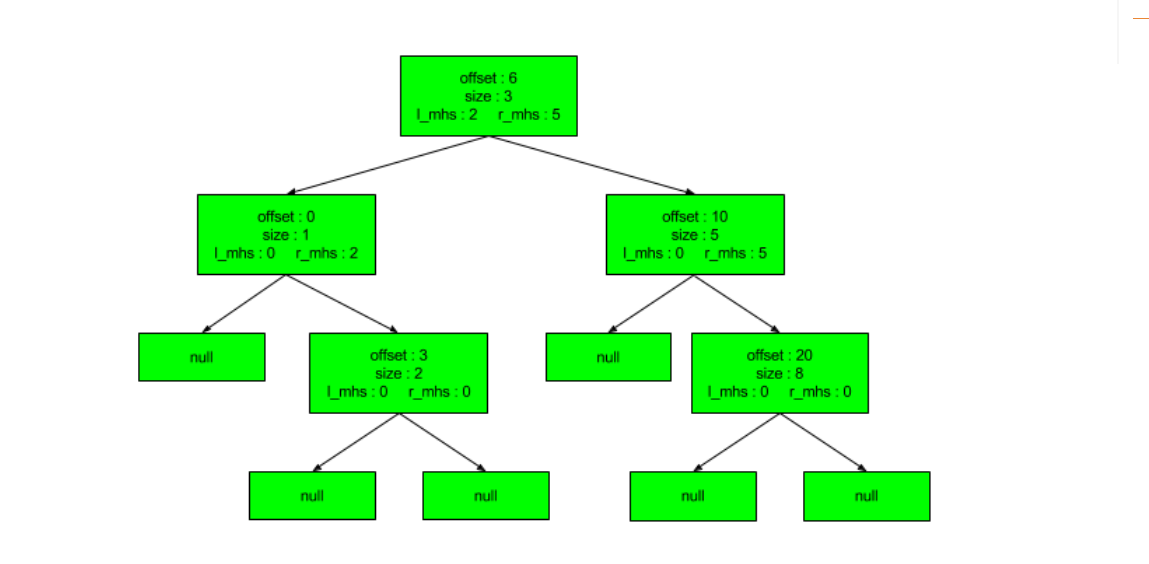 offset : 6
size : 3
l_mhs : 2 r_mhs : 5
offset : 0
size : 1
l_mhs : 0 r_mhs : 2
offset : 10
size : 5
l_mhs : 0 r_mhs : 5
null
offset : 3
size : 2
l_mhs : 0 r_mhs : 0
null
offset : 20
size : 8
l_mhs : 0 r_mhs : 0
null
null
null
null